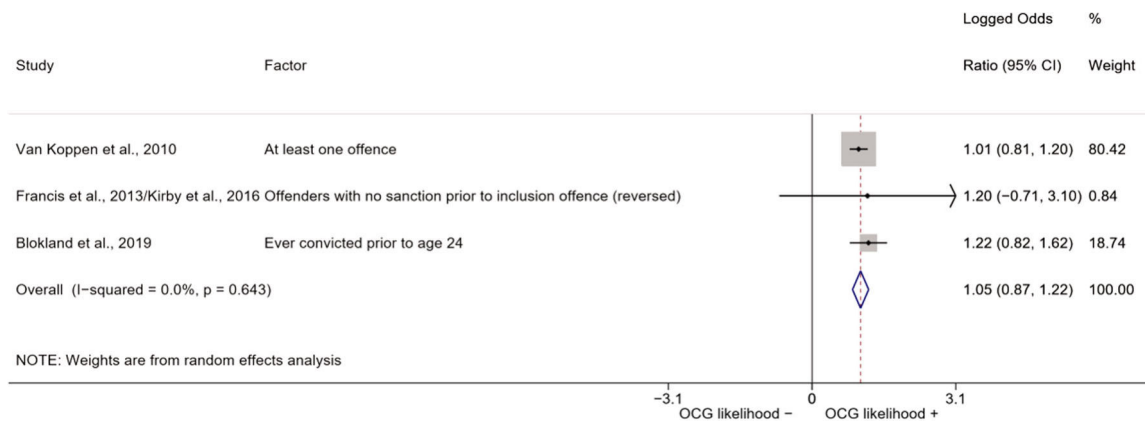 Logged Odds %
Study Factor Ratio (95% CI) Weight
Van Koppen et al., 2010 At least one offence 1.01 (0.81, 1.20) 80.42
Francis et al., 2013/Kirby et al., 2016 Offenders with no sanction prior to inclusion offence (reversed) 1.20 (−0.71, 3.10) 0.84
Blokland et al., 2019 Ever convicted prior to age 24 1.22 (0.82, 1.62) 18.74
Overall (I−squared = 0.0%, p = 0.643) 1.05 (0.87, 1.22) 100.00
NOTE: Weights are from random effects analysis
−3.1 0 3.1
OCG likelihood − OCG likelihood +